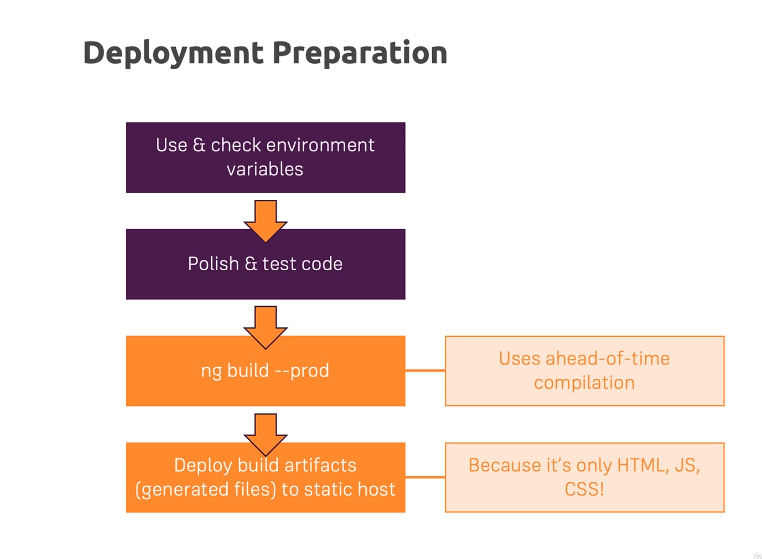 Deployment Preparation
Use & check environment
variables
Polish & test code
ng build --prod
Uses ahead-of-time
compilation
Deploy build artifacts
(generated files) to static host
Because it's only HTML, JS,
CSS!